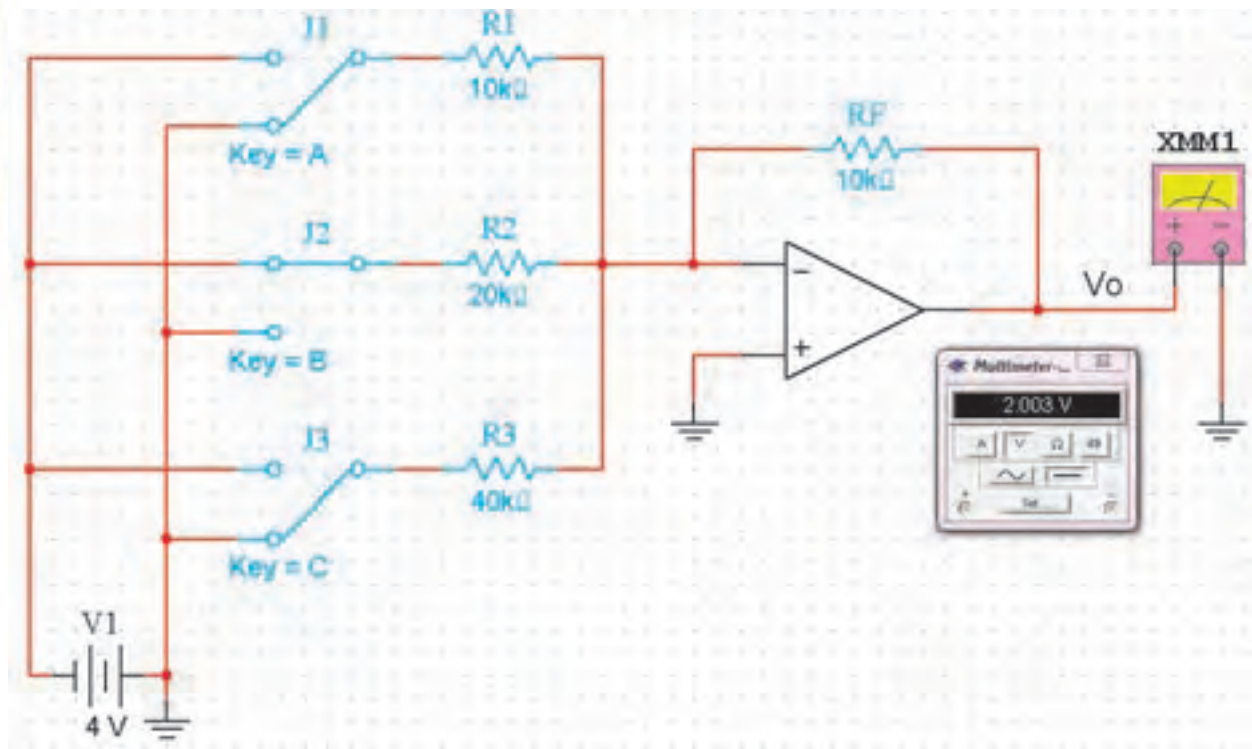 J1
R1
10kΩ
Key = A
RF
10kΩ
XMM1
+ −
J2
R2
20kΩ
−
+
Vo
Key = B
Multimeter-...
2.003 V
A V Ω dB
+ −
J3
R3
40kΩ
Key = C
V1
4 V